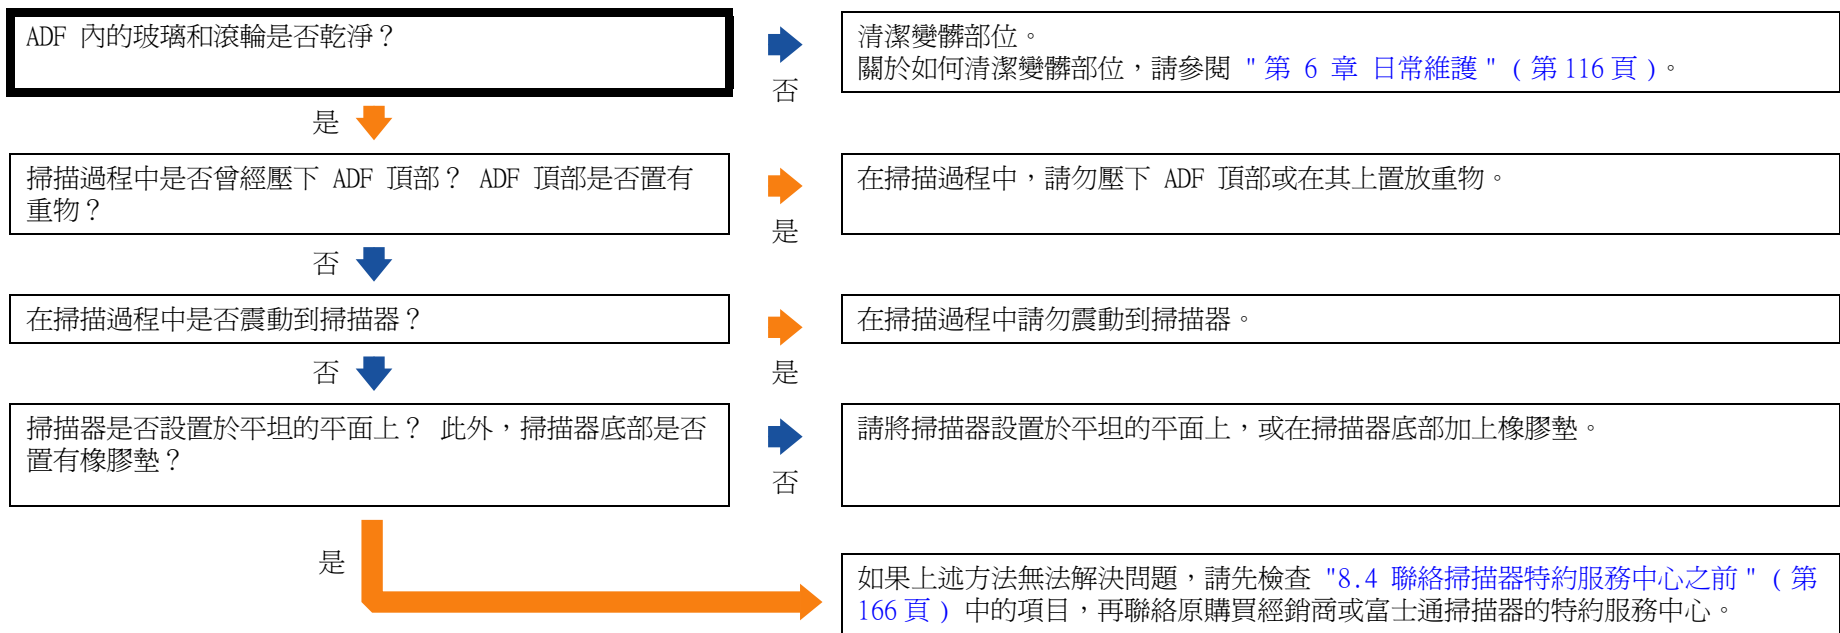 ADF 內的玻璃和滾輪是否乾淨？
否
清潔變髒部位。
關於如何清潔變髒部位，請參閱 "第 6 章 日常維護" (第 116 頁)。
是
掃描過程中是否曾經壓下 ADF 頂部？ ADF 頂部是否置有
重物？
是
在掃描過程中，請勿壓下 ADF 頂部或在其上置放重物。
否
在掃描過程中是否震動到掃描器？
是
在掃描過程中請勿震動到掃描器。
否
掃描器是否設置於平坦的平面上？ 此外，掃描器底部是否
置有橡膠墊？
否
請將掃描器設置於平坦的平面上，或在掃描器底部加上橡膠墊。
是
如果上述方法無法解決問題，請先檢查 "8.4 聯絡掃描器特約服務中心之前" (第
166 頁) 中的項目，再聯絡原購買經銷商或富士通掃描器的特約服務中心。